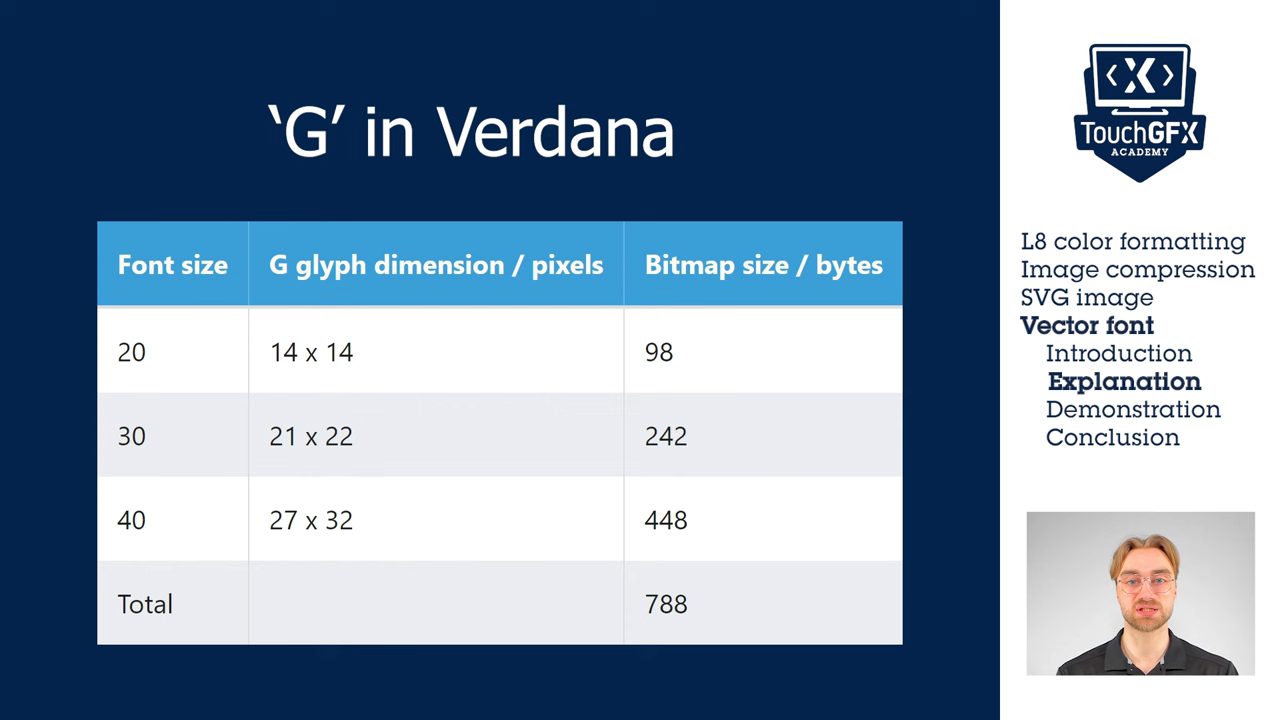 ‘G’ in Verdana
Font size G glyph dimension / pixels Bitmap size / bytes
20 14 x 14 98
30 21 x 22 242
40 27 x 32 448
Total 788
TouchGFX
ACADEMY
L8 color formatting
Image compression
SVG image
Vector font
Introduction
Explanation
Demonstration
Conclusion